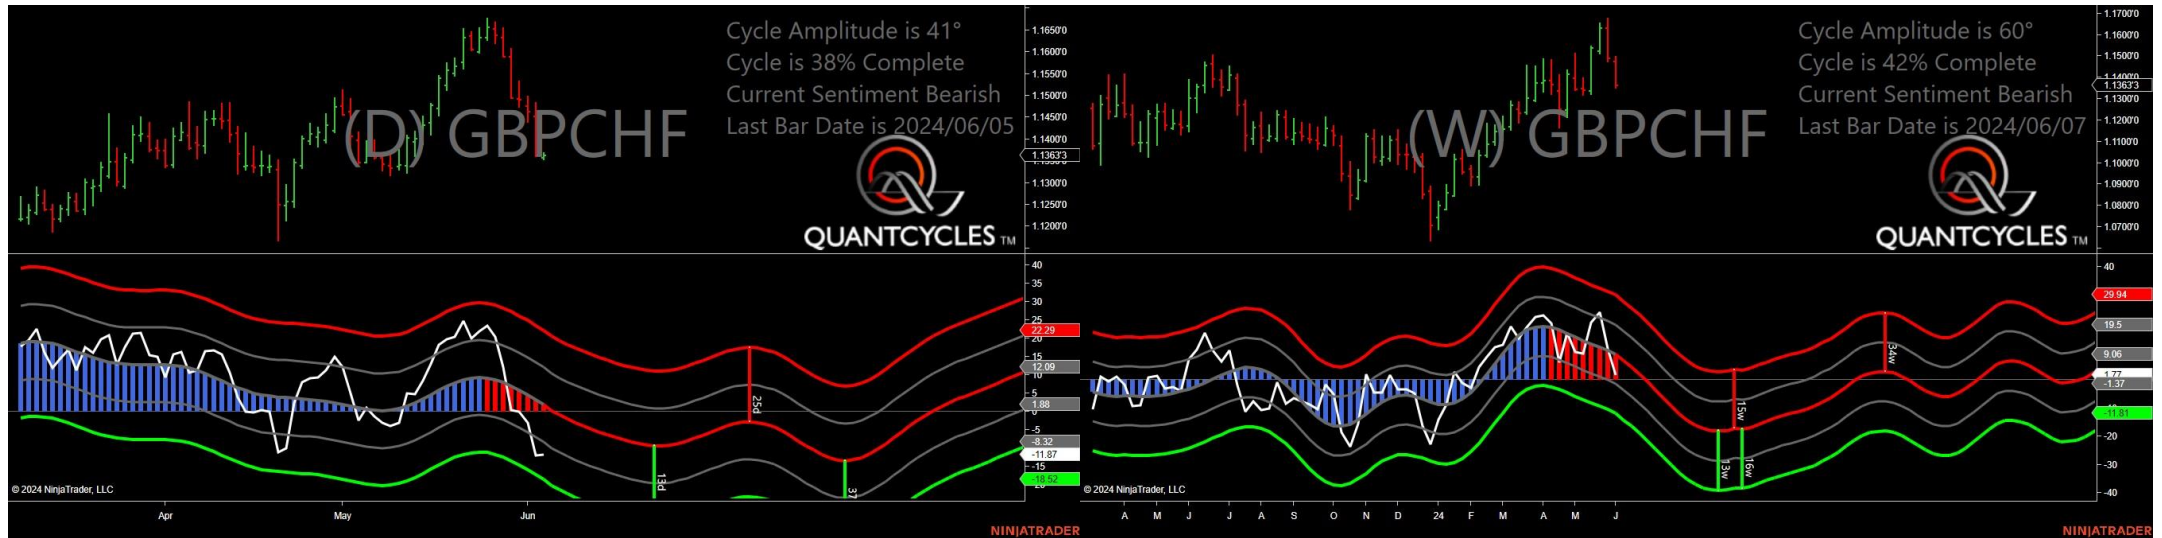 Cycle Amplitude is 41°
Cycle is 38% Complete
Current Sentiment Bearish
Last Bar Date is 2024/06/05
(D) GBPCHF
QUANTCYCLES TM
1.1650'0
1.1600'0
1.1550'0
1.1500'0
1.1450'0
1.1400'0
1.1363'3
1.1300'0
1.1250'0
1.1200'0
40
35
30
25
22.29
20
15
12.09
10
5
1.88
-5
-8.32
-11.87
-15
-18.52
13d
25d
37
© 2024 NinjaTrader, LLC
Apr
May
Jun
NINJATRADER
Cycle Amplitude is 60°
Cycle is 42% Complete
Current Sentiment Bearish
Last Bar Date is 2024/06/07
(W) GBPCHF
QUANTCYCLES TM
1.1700'0
1.1600'0
1.1500'0
1.1400'0
1.1363'3
1.1300'0
1.1200'0
1.1100'0
1.1000'0
1.0900'0
1.0800'0
1.0700'0
40
29.94
19.5
9.06
1.77
-1.37
-11.81
-20
-30
-40
13w
15w
16w
34w
© 2024 NinjaTrader, LLC
A M J J A S O N D 24 F M A M J
NINJATRADER